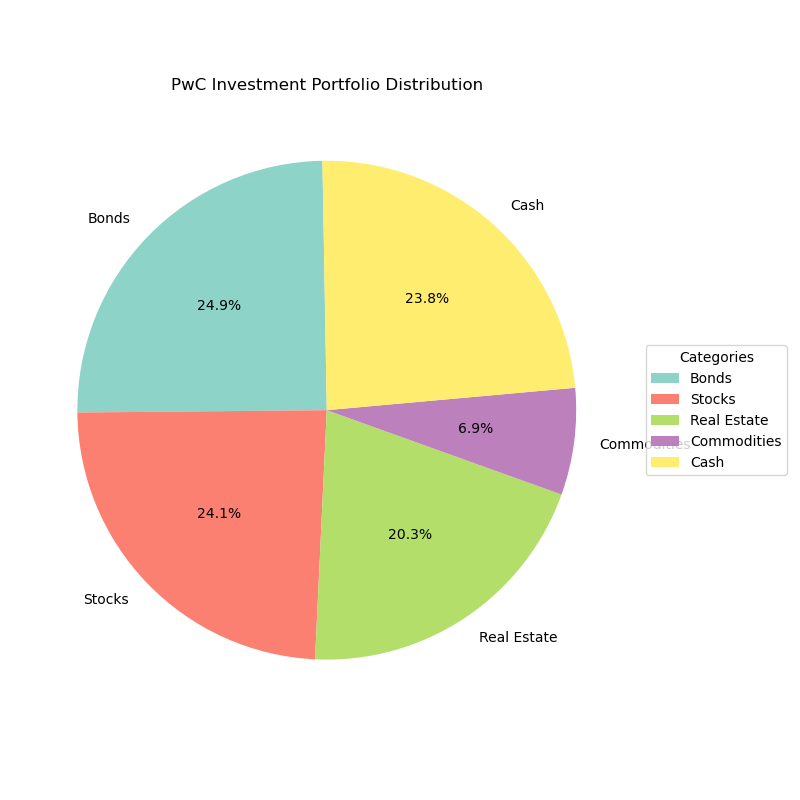 PwC Investment Portfolio Distribution
Cash
Bonds
23.8%
24.9%
Categories
Bonds
Stocks
Real Estate
Commodities
Cash
6.9%
Commodities
24.1%
20.3%
Stocks
Real Estate